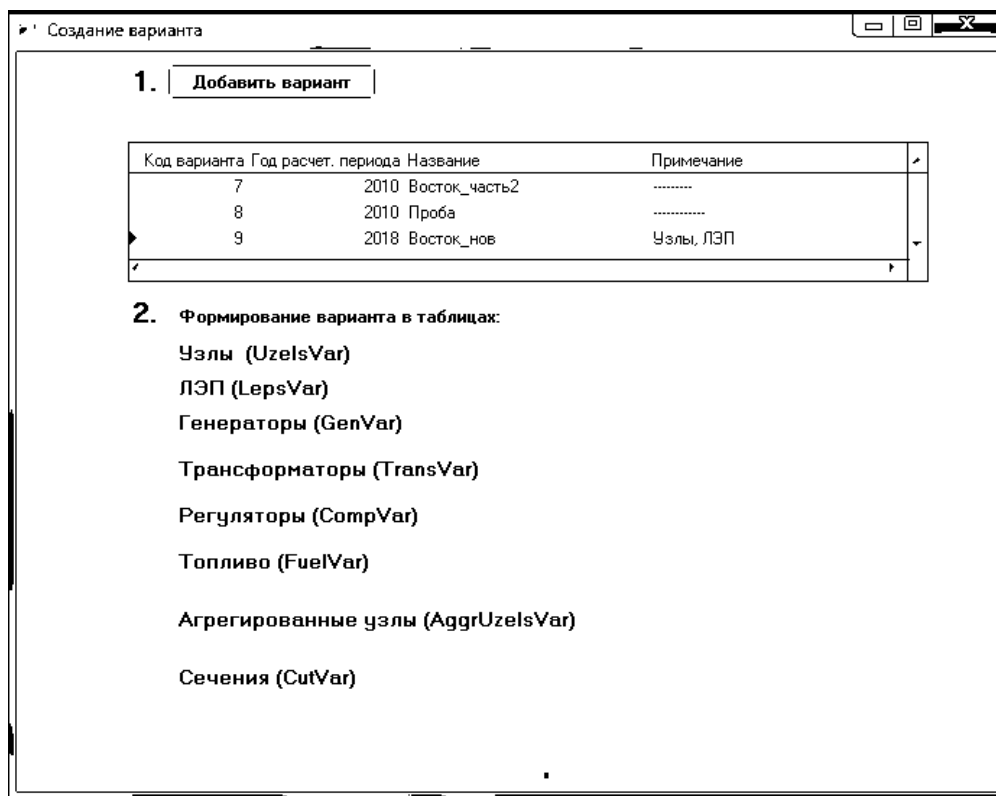 Создание варианта
1. Добавить вариант
Код варианта Год расчет. периода Название Примечание
7 2010 Восток_часть2 ---------
8 2010 Проба ------------
9 2018 Восток_нов Узлы, ЛЭП
2. Формирование варианта в таблицах:
Узлы (UzelsVar)
ЛЭП (LepsVar)
Генераторы (GenVar)
Трансформаторы (TransVar)
Регуляторы (CompVar)
Топливо (FuelVar)
Агрегированные узлы (AggrUzelsVar)
Сечения (CutVar)